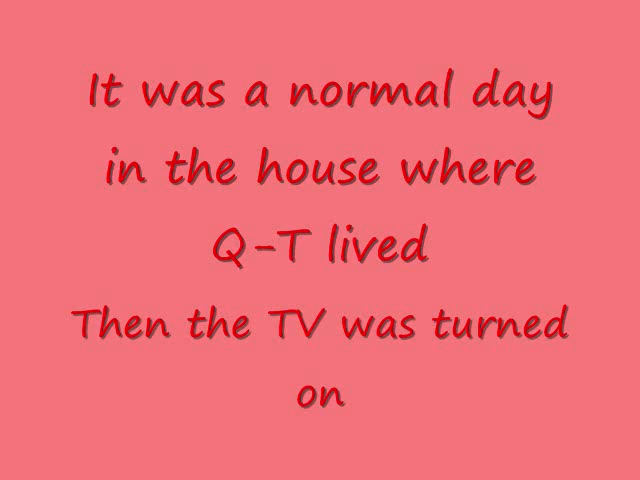 It was a normal day
in the house where
Q-T lived
Then the TV was turned
on